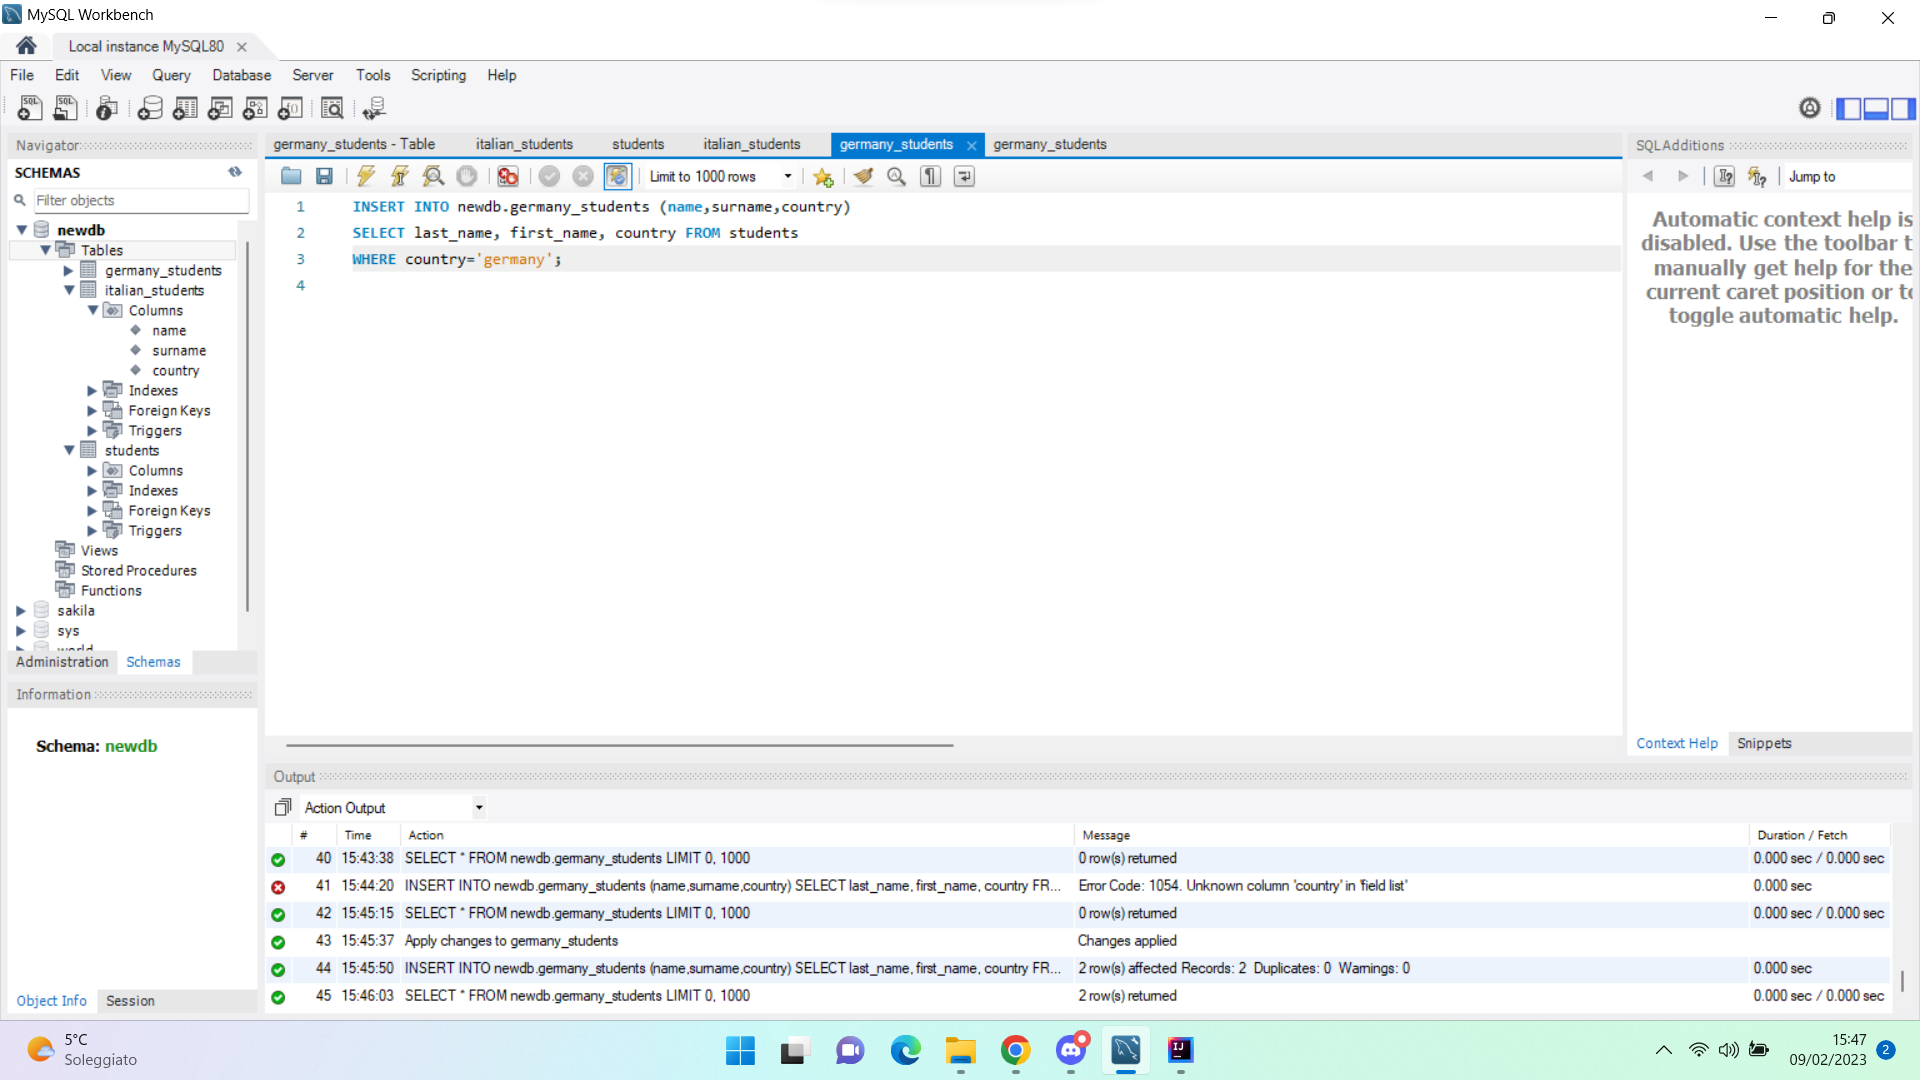 MySQL Workbench
Local instance MySQL80
File Edit View Query Database Server Tools Scripting Help
Navigator
SCHEMAS
Filter objects
newdb
Tables
germany_students
italian_students
Columns
name
surname
country
Indexes
Foreign Keys
Triggers
students
Columns
Indexes
Foreign Keys
Triggers
Views
Stored Procedures
Functions
sakila
sys
world
Administration Schemas
Information
Schema: newdb
Object Info Session
germany_students - Table italian_students students italian_students germany_students germany_students
Limit to 1000 rows
1 INSERT INTO newdb.germany_students (name,surname,country)
2 SELECT last_name, first_name, country FROM students
3 WHERE country='germany';
4
SQLAdditions
Jump to
Automatic context help is
disabled. Use the toolbar t
manually get help for the
current caret position or to
toggle automatic help.
Context Help Snippets
Output
Action Output
# Time Action Message Duration / Fetch
40 15:43:38 SELECT * FROM newdb.germany_students LIMIT 0, 1000 0 row(s) returned 0.000 sec / 0.000 sec
41 15:44:20 INSERT INTO newdb.germany_students (name,surname,country) SELECT last_name, first_name, country FR... Error Code: 1054. Unknown column 'country' in 'field list' 0.000 sec
42 15:45:15 SELECT * FROM newdb.germany_students LIMIT 0, 1000 0 row(s) returned 0.000 sec / 0.000 sec
43 15:45:37 Apply changes to germany_students Changes applied
44 15:45:50 INSERT INTO newdb.germany_students (name,surname,country) SELECT last_name, first_name, country FR... 2 row(s) affected Records: 2 Duplicates: 0 Warnings: 0 0.000 sec
45 15:46:03 SELECT * FROM newdb.germany_students LIMIT 0, 1000 2 row(s) returned 0.000 sec / 0.000 sec
5°C
Soleggiato
15:47
09/02/2023
2